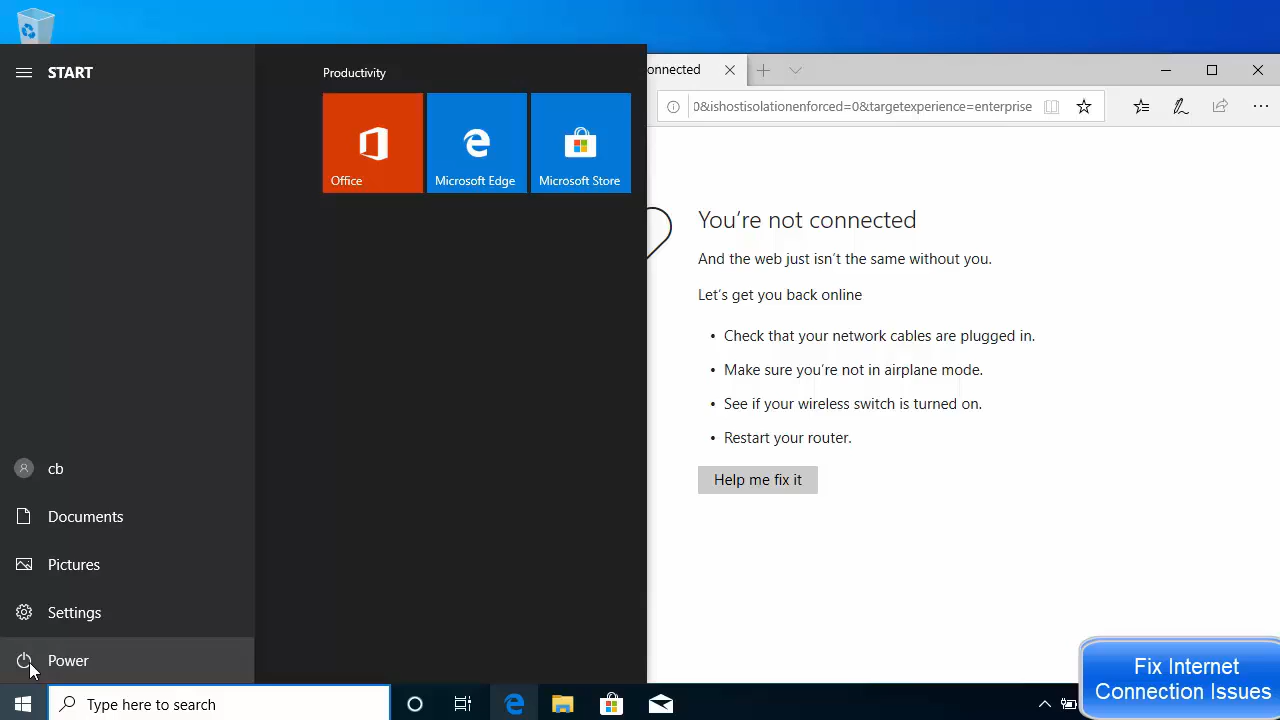 START
Productivity
Office
Microsoft Edge
Microsoft Store
cb
Documents
Pictures
Settings
Power
Type here to search
onnected
0&ishostisolationenforced=0&targetexperience=enterprise
You're not connected
And the web just isn't the same without you.
Let's get you back online
• Check that your network cables are plugged in.
• Make sure you're not in airplane mode.
• See if your wireless switch is turned on.
• Restart your router.
Help me fix it
Fix Internet
Connection Issues